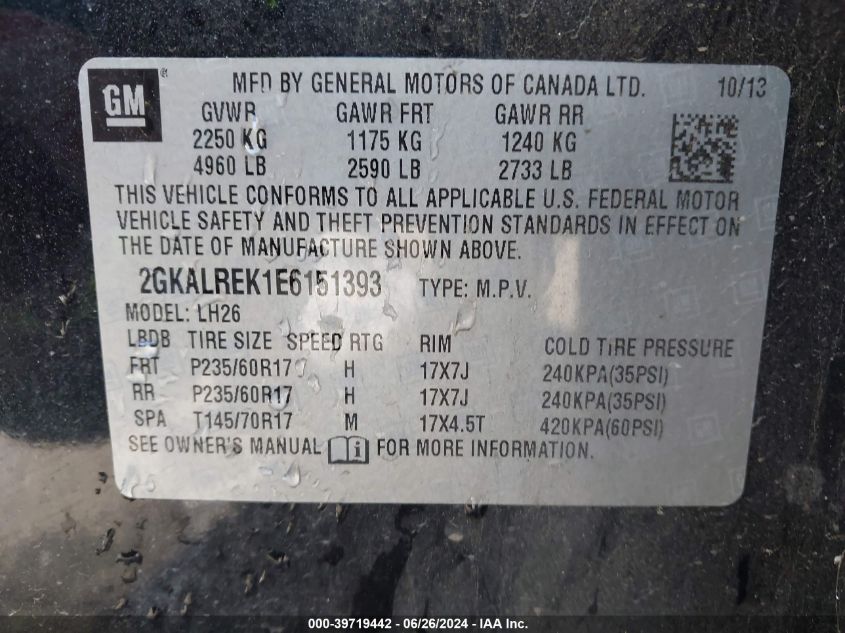 GM ® MFD BY GENERAL MOTORS OF CANADA LTD. 10/13
GVWR GAWR FRT GAWR RR
2250 KG 1175 KG 1240 KG
4960 LB 2590 LB 2733 LB
THIS VEHICLE CONFORMS TO ALL APPLICABLE U.S. FEDERAL MOTOR
VEHICLE SAFETY AND THEFT PREVENTION STANDARDS IN EFFECT ON
THE DATE OF MANUFACTURE SHOWN ABOVE.
2GKALREK1E6151393 TYPE: M.P.V.
MODEL: LH26
LBDB TIRE SIZE SPEED RTG RIM COLD TIRE PRESSURE
FRT P235/60R17 H 17X7J 240KPA(35PSI)
RR P235/60R17 H 17X7J 240KPA(35PSI)
SPA T145/70R17 M 17X4.5T 420KPA(60PSI)
SEE OWNER'S MANUAL i FOR MORE INFORMATION.
000-39719442 - 06/26/2024 - IAA Inc.